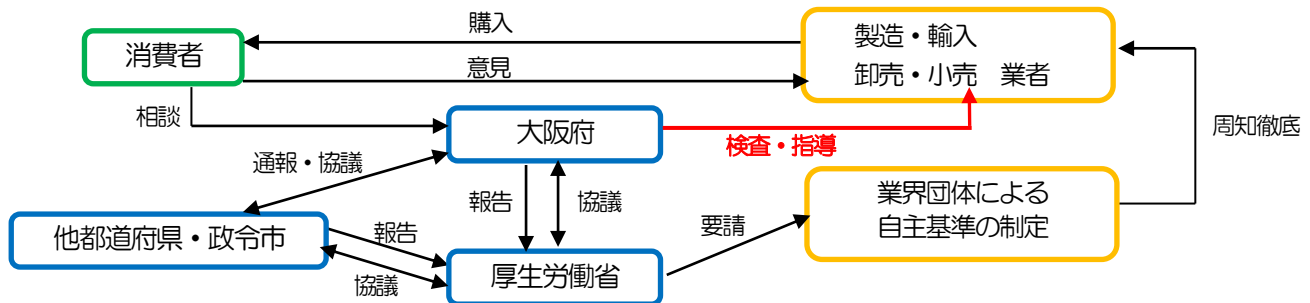 購入
消費者
意見
製造・輸入
卸売・小売　業者
相談
大阪府
検査・指導
周知徹底
通報・協議
報告
協議
業界団体による
自主基準の制定
他都道府県・政令市
報告
協議
厚生労働省
要請